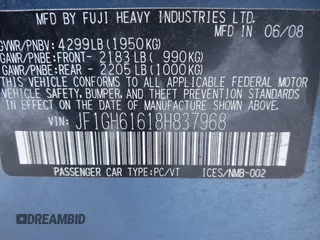 MFD BY FUJI HEAVY INDUSTRIES LTD.
GVWR/PNBV: 4299LB(1950KG) MFD IN 06/08
GAWR/PNBE:FRONT- 2183LB( 990KG)
GAWR/PNBE:REAR - 2205LB(1000KG)
THIS VEHICLE CONFORMS TO ALL APPLICABLE
FEDERAL MOTOR VEHICLE
SAFETY, BUMPER, AND THEFT PREVENTION STANDARDS
IN EFFECT ON THE DATE OF MANUFACTURE SHOWN ABOVE.
VIN: JF1GH61618H837968
PASSENGER CAR TYPE:PC/VT ICES/NMB-002
DREAMBID